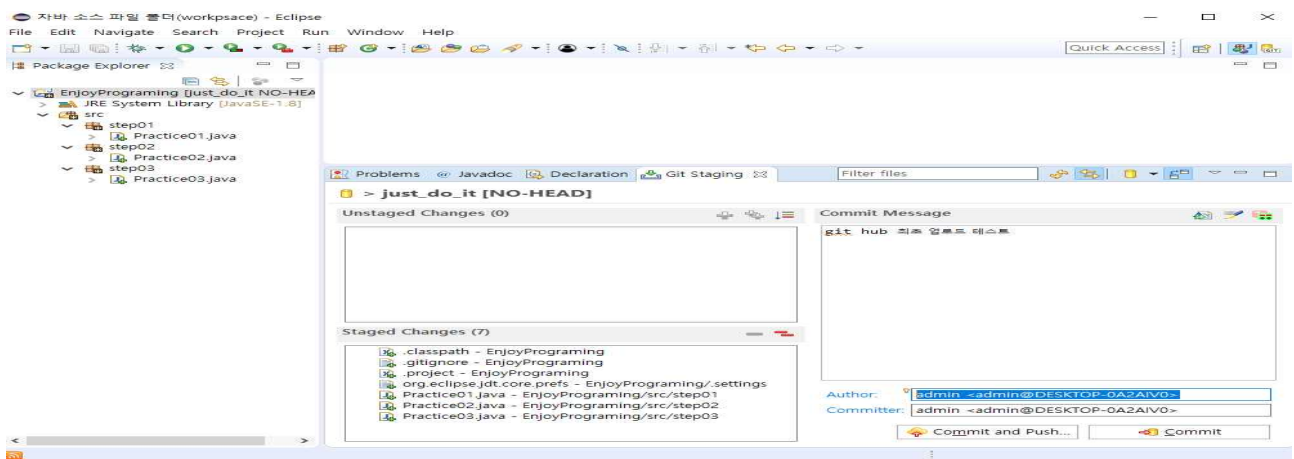 자바 소스 파일 폴더(workpsace) - Eclipse
File Edit Navigate Search Project Run Window Help
Quick Access
Package Explorer
EnjoyPrograming [just_do_it NO-HEA
JRE System Library [JavaSE-1.8]
src
step01
Practice01.java
step02
Practice02.java
step03
Practice03.java
Problems @ Javadoc Declaration Git Staging
Filter files
> just_do_it [NO-HEAD]
Unstaged Changes (0)
Commit Message
git hub 최초 업로드 테스트
Staged Changes (7)
.classpath - EnjoyPrograming
.gitignore - EnjoyPrograming
.project - EnjoyPrograming
org.eclipse.jdt.core.prefs - EnjoyPrograming/.settings
Practice01.java - EnjoyPrograming/src/step01
Practice02.java - EnjoyPrograming/src/step02
Practice03.java - EnjoyPrograming/src/step03
Author: admin <admin@DESKTOP-0A2AIV0>
Committer: admin <admin@DESKTOP-0A2AIV0>
Commit and Push... Commit